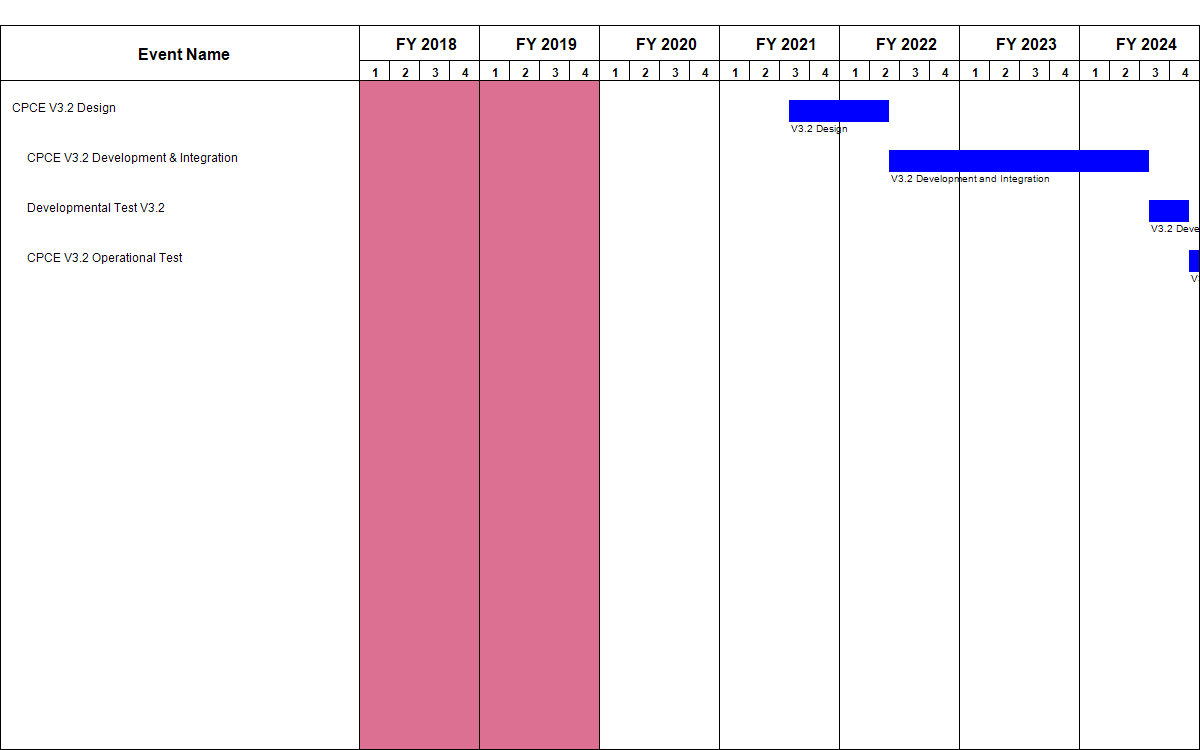 Event Name
FY 2018 FY 2019 FY 2020 FY 2021 FY 2022 FY 2023 FY 2024
1 2 3 4 1 2 3 4 1 2 3 4 1 2 3 4 1 2 3 4 1 2 3 4 1 2 3 4
CPCE V3.2 Design
V3.2 Design
CPCE V3.2 Development & Integration
V3.2 Development and Integration
Developmental Test V3.2
V3.2 Deve
CPCE V3.2 Operational Test